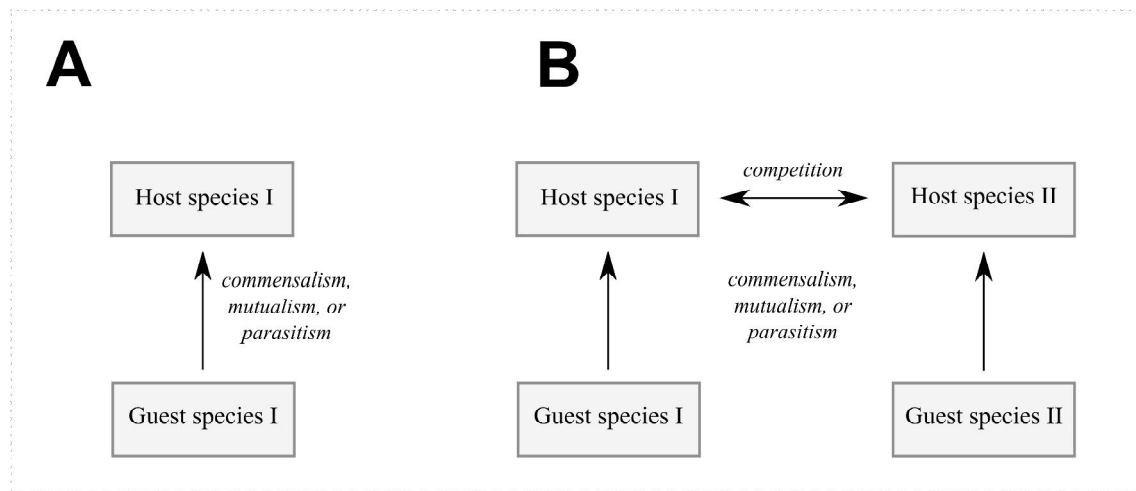 A
B
Host species I
commensalism,
mutualism, or
parasitism
Guest species I
Host species I
competition
Host species II
commensalism,
mutualism, or
parasitism
Guest species I
Guest species II